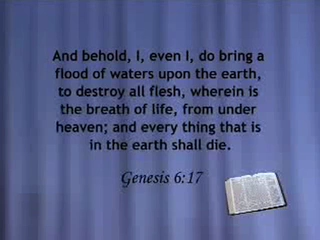 And behold, I, even I, do bring a
flood of waters upon the earth,
to destroy all flesh, wherein is
the breath of life, from under
heaven; and every thing that is
in the earth shall die.
Genesis 6:17